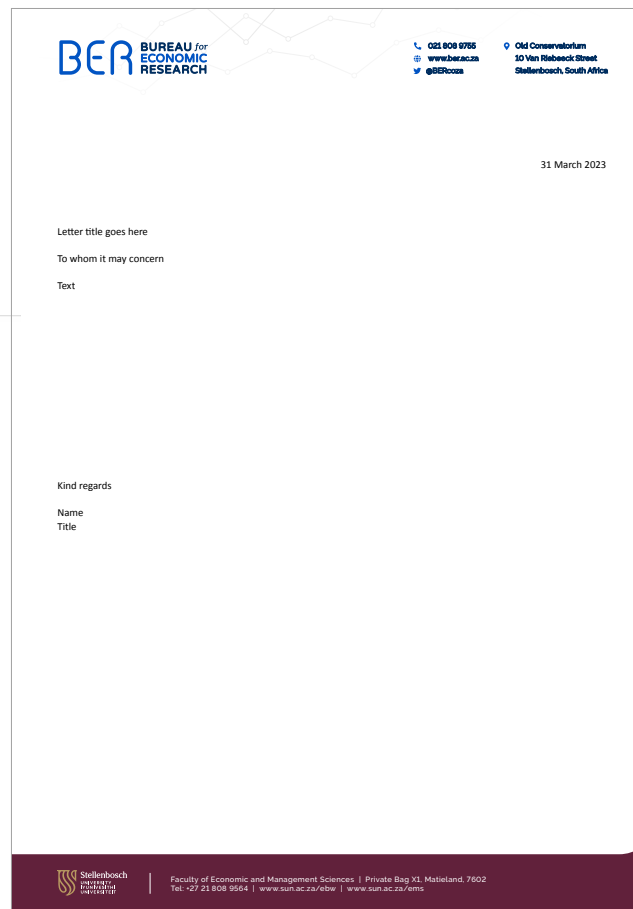 BER BUREAU for
ECONOMIC
RESEARCH
021 808 9755
www.ber.ac.za
@BERcoza
Old Conservatorium
10 Van Riebeeck Street
Stellenbosch, South Africa
31 March 2023
Letter title goes here
To whom it may concern
Text
Kind regards
Name
Title
Stellenbosch
UNIVERSITY
IYUNIVESITHI
UNIVERSITEIT
Faculty of Economic and Management Sciences | Private Bag X1, Matieland, 7602
Tel: +27 21 808 9564 | www.sun.ac.za/ebw | www.sun.ac.za/ems